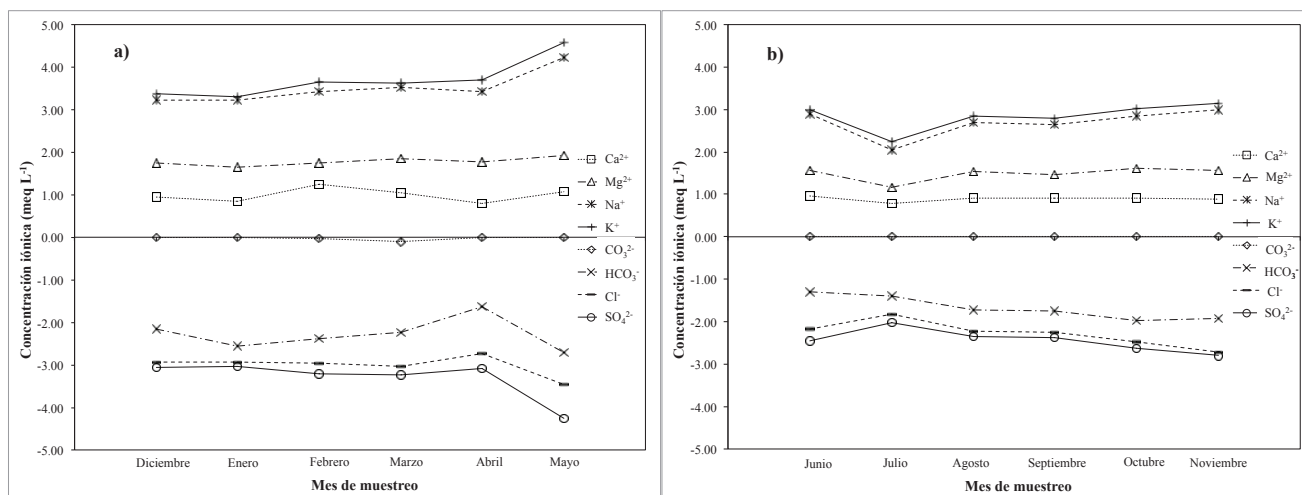 a)
Concentración iónica (meq L⁻¹)
5.00
4.00
3.00
2.00
1.00
0.00
-1.00
-2.00
-3.00
-4.00
-5.00
Diciembre Enero Febrero Marzo Abril Mayo
Mes de muestreo
Ca²⁺
Mg²⁺
Na⁺
K⁺
CO₃²⁻
HCO₃⁻
Cl⁻
SO₄²⁻
b)
Concentración iónica (meq L⁻¹)
5.00
4.00
3.00
2.00
1.00
0.00
-1.00
-2.00
-3.00
-4.00
-5.00
Junio Julio Agosto Septiembre Octubre Noviembre
Mes de muestreo
Ca²⁺
Mg²⁺
Na⁺
K⁺
CO₃²⁻
HCO₃⁻
Cl⁻
SO₄²⁻